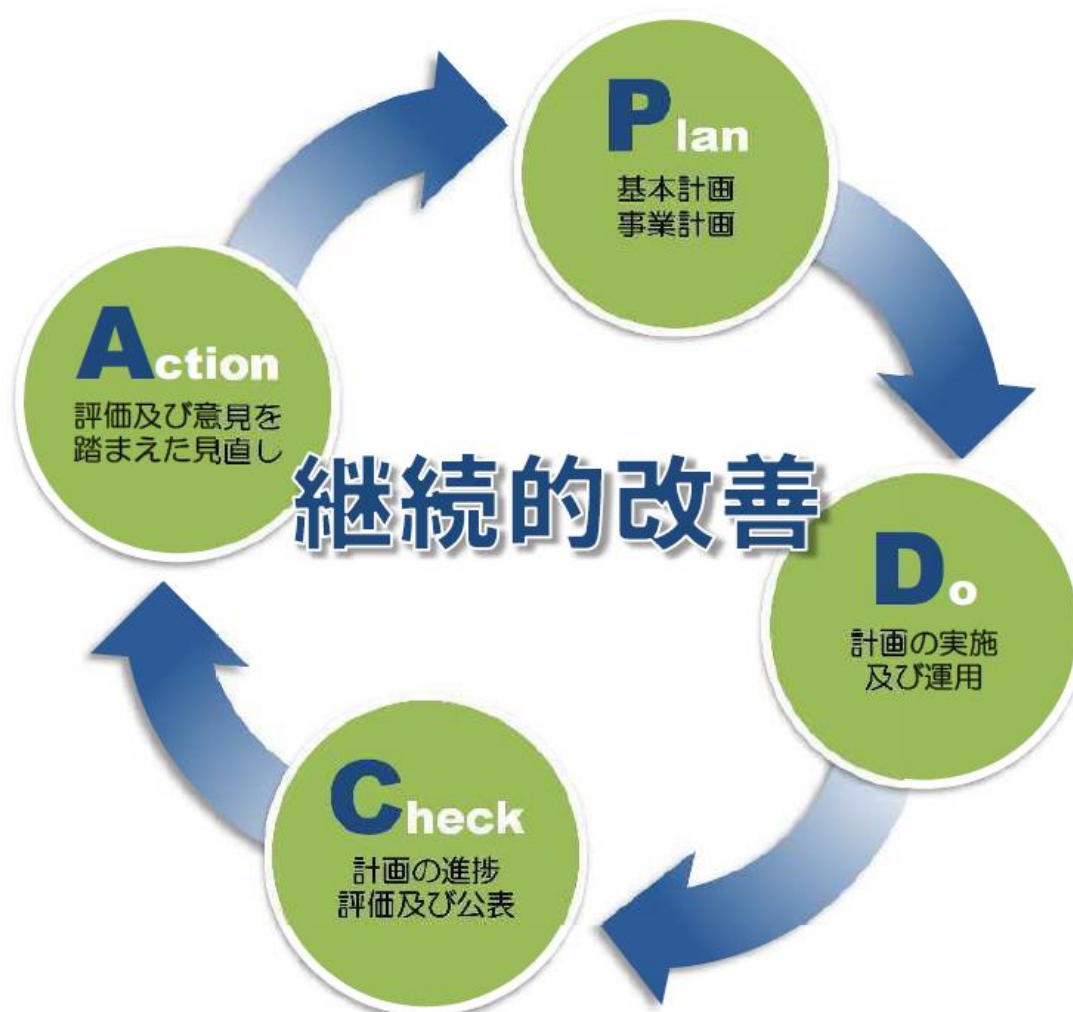 Plan
基本計画
事業計画
Action
評価及び意見を
踏まえた見直し
継続的改善
Do
計画の実施
及び運用
Check
計画の進捗
評価及び公表